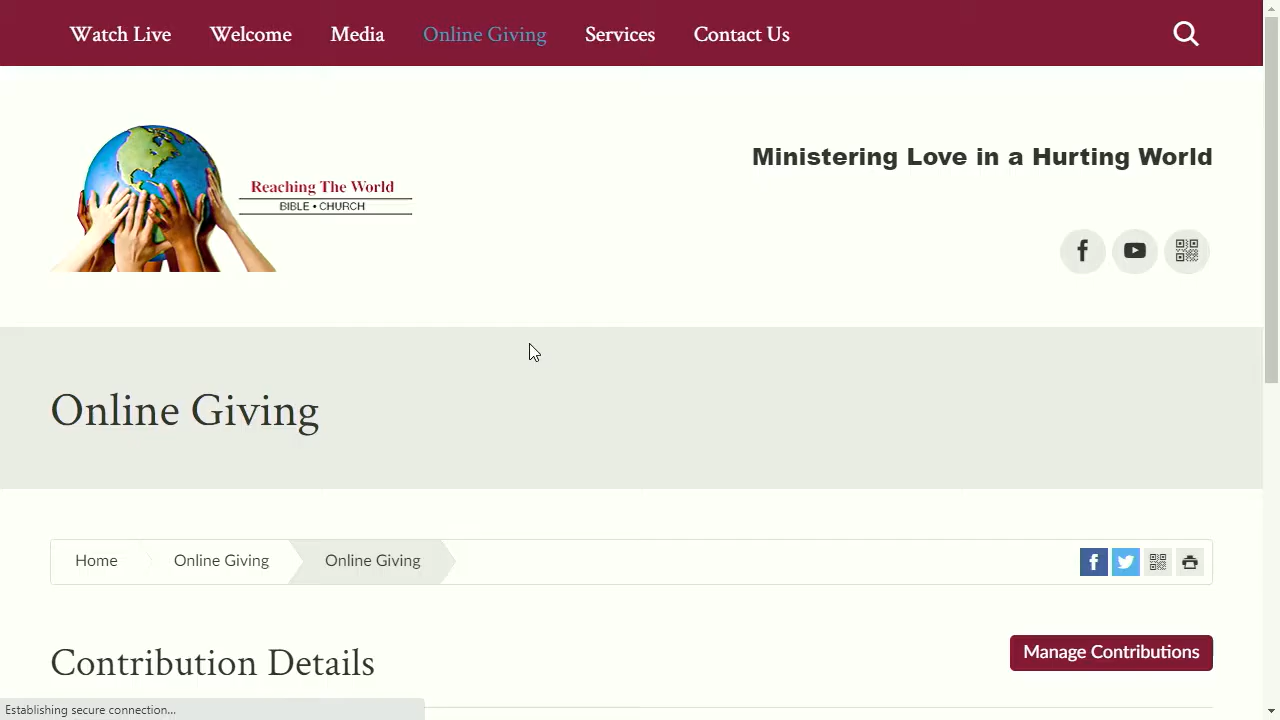 Watch Live Welcome Media Online Giving Services Contact Us
Ministering Love in a Hurting World
Reaching The World
BIBLE • CHURCH
Online Giving
Home Online Giving Online Giving
Contribution Details
Manage Contributions
Establishing secure connection...